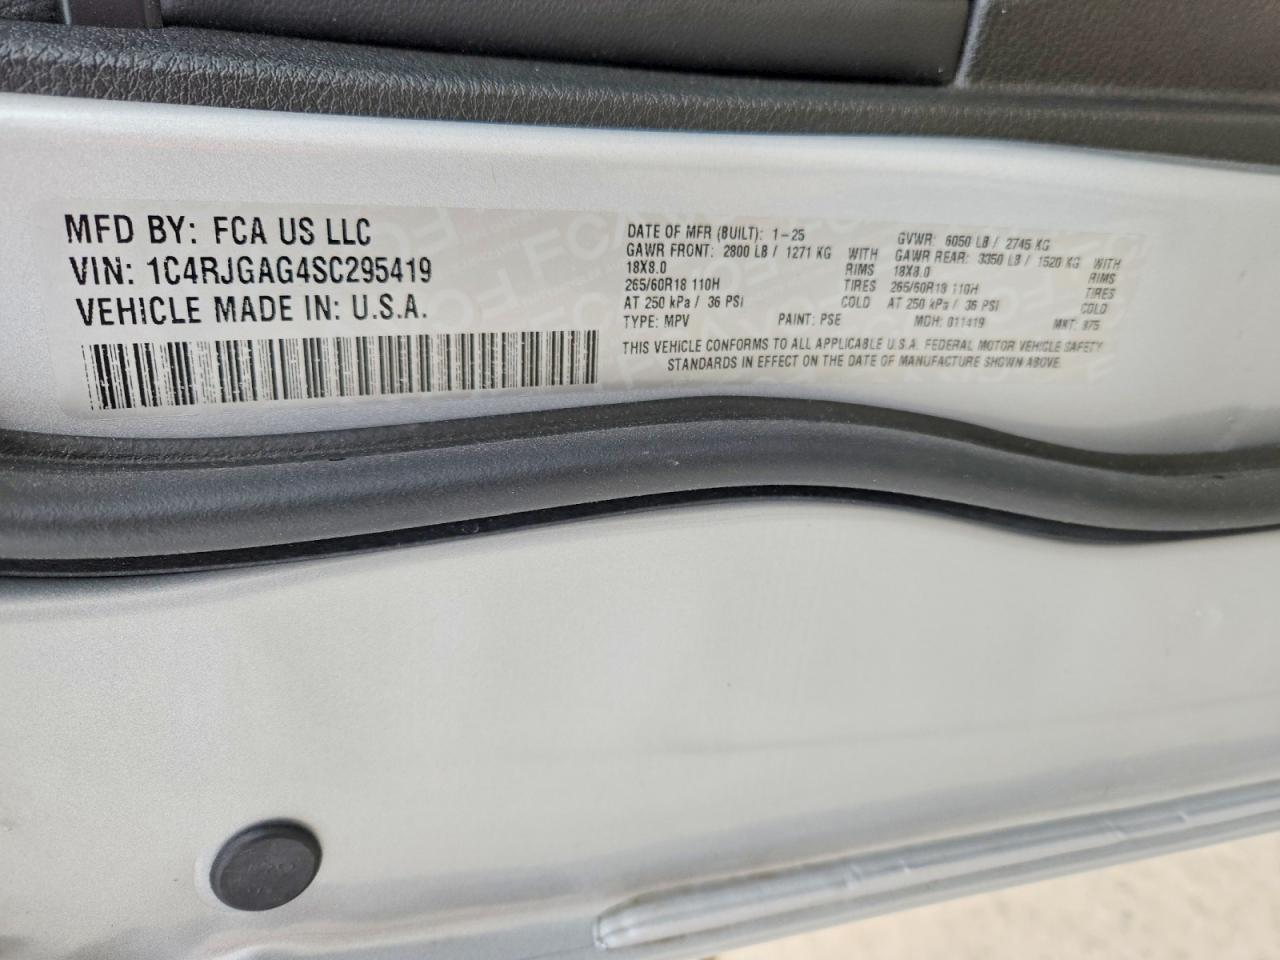 MFD BY: FCA US LLC
VIN: 1C4RJGAG4SC295419
VEHICLE MADE IN: U.S.A.
DATE OF MFR (BUILT): 1-25 GVWR: 6050 LB / 2745 KG
GAWR FRONT: 2800 LB / 1271 KG WITH GAWR REAR: 3350 LB / 1520 KG WITH
18X8.0 RIMS 18X8.0 RIMS
265/60R18 110H TIRES 265/60R18 110H TIRES
AT 250 kPa / 36 PSI COLD AT 250 kPa / 36 PSI COLD
TYPE: MPV PAINT: PSE MDH: 011419 MKT: 975
THIS VEHICLE CONFORMS TO ALL APPLICABLE U.S.A. FEDERAL MOTOR VEHICLE SAFETY
STANDARDS IN EFFECT ON THE DATE OF MANUFACTURE SHOWN ABOVE.